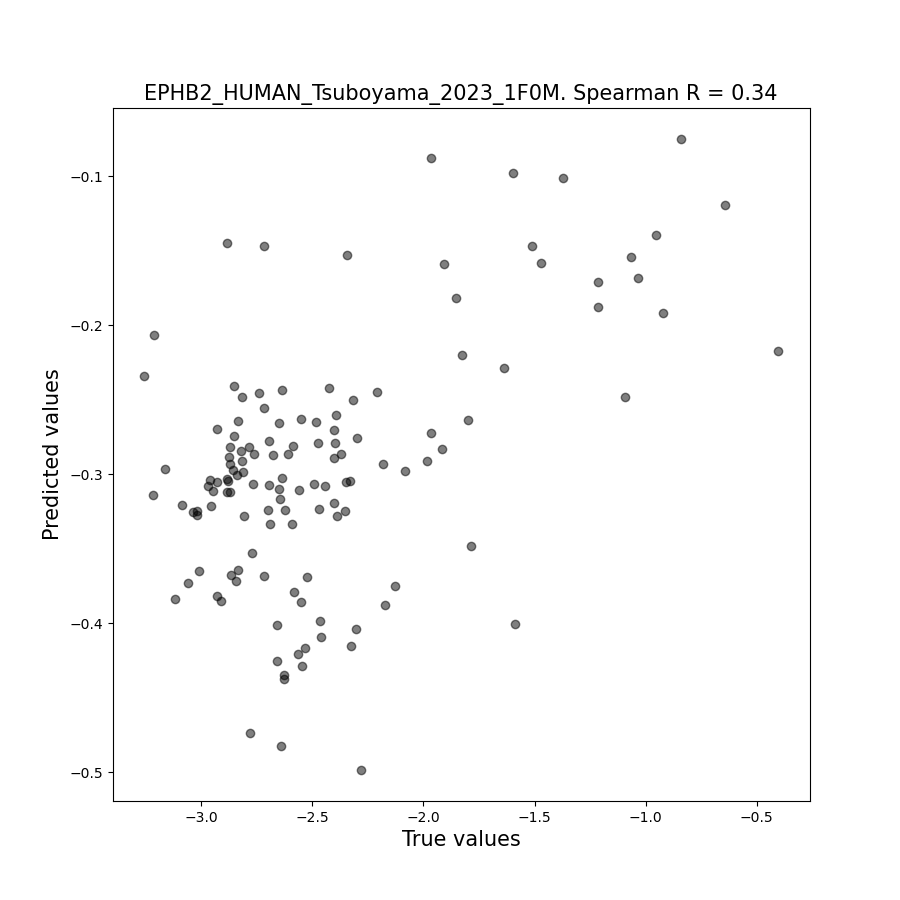 EPHB2_HUMAN_Tsuboyama_2023_1F0M. Spearman R = 0.34
−0.1
−0.2
−0.3
−0.4
−0.5
Predicted values
−3.0 −2.5 −2.0 −1.5 −1.0 −0.5
True values